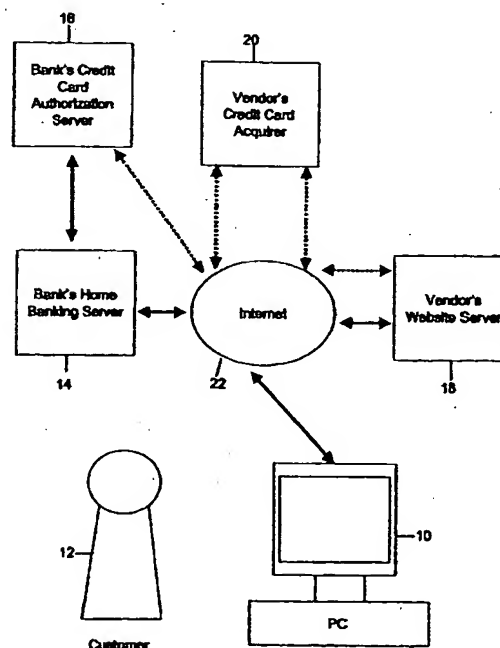 16
20
Bank's Credit
Card
Authorization
Server
Vendor's
Credit Card
Acquirer
Bank's Home
Banking Server
Internet
Vendor's
Website Server
14
22
18
12
10
PC
Customer